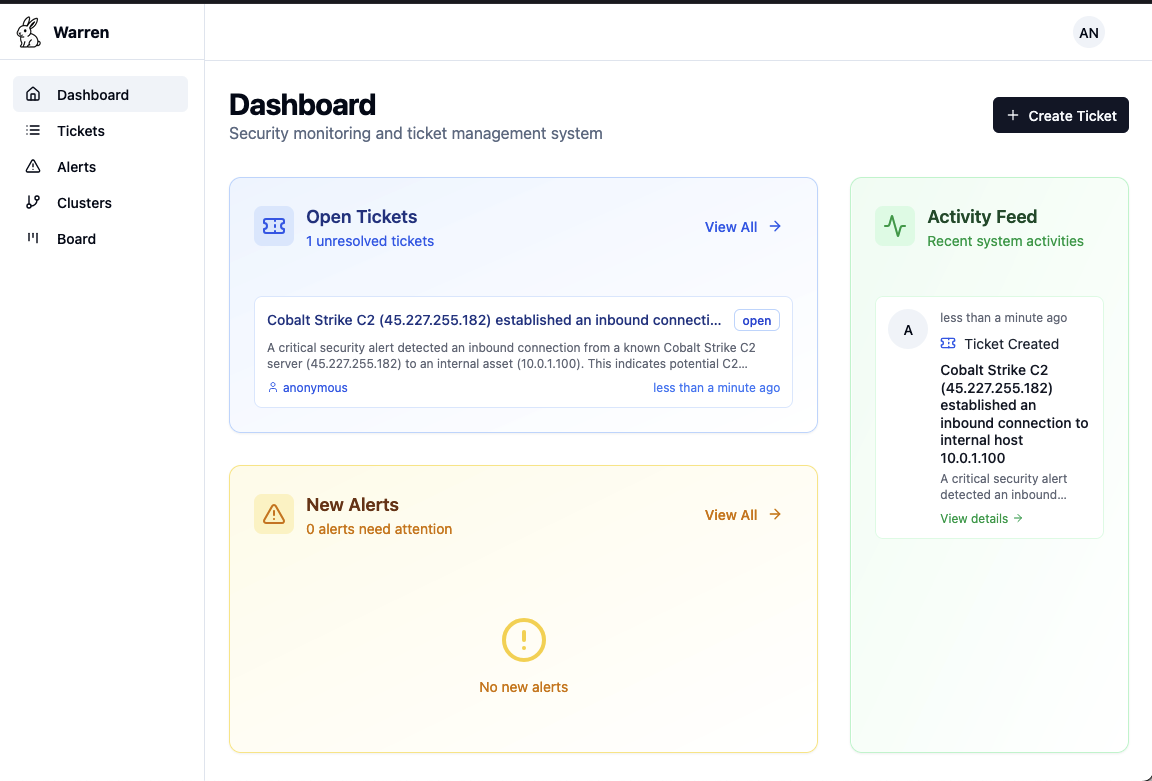 Warren
AN
Dashboard
Tickets
Alerts
Clusters
Board
Dashboard
Security monitoring and ticket management system
Create Ticket
Open Tickets
1 unresolved tickets
View All
Cobalt Strike C2 (45.227.255.182) established an inbound connecti...
open
A critical security alert detected an inbound connection from a known Cobalt Strike C2
server (45.227.255.182) to an internal asset (10.0.1.100). This indicates potential C2...
anonymous
less than a minute ago
New Alerts
0 alerts need attention
View All
No new alerts
Activity Feed
Recent system activities
A
less than a minute ago
Ticket Created
Cobalt Strike C2
(45.227.255.182)
established an
inbound connection to
internal host
10.0.1.100
A critical security alert
detected an inbound...
View details